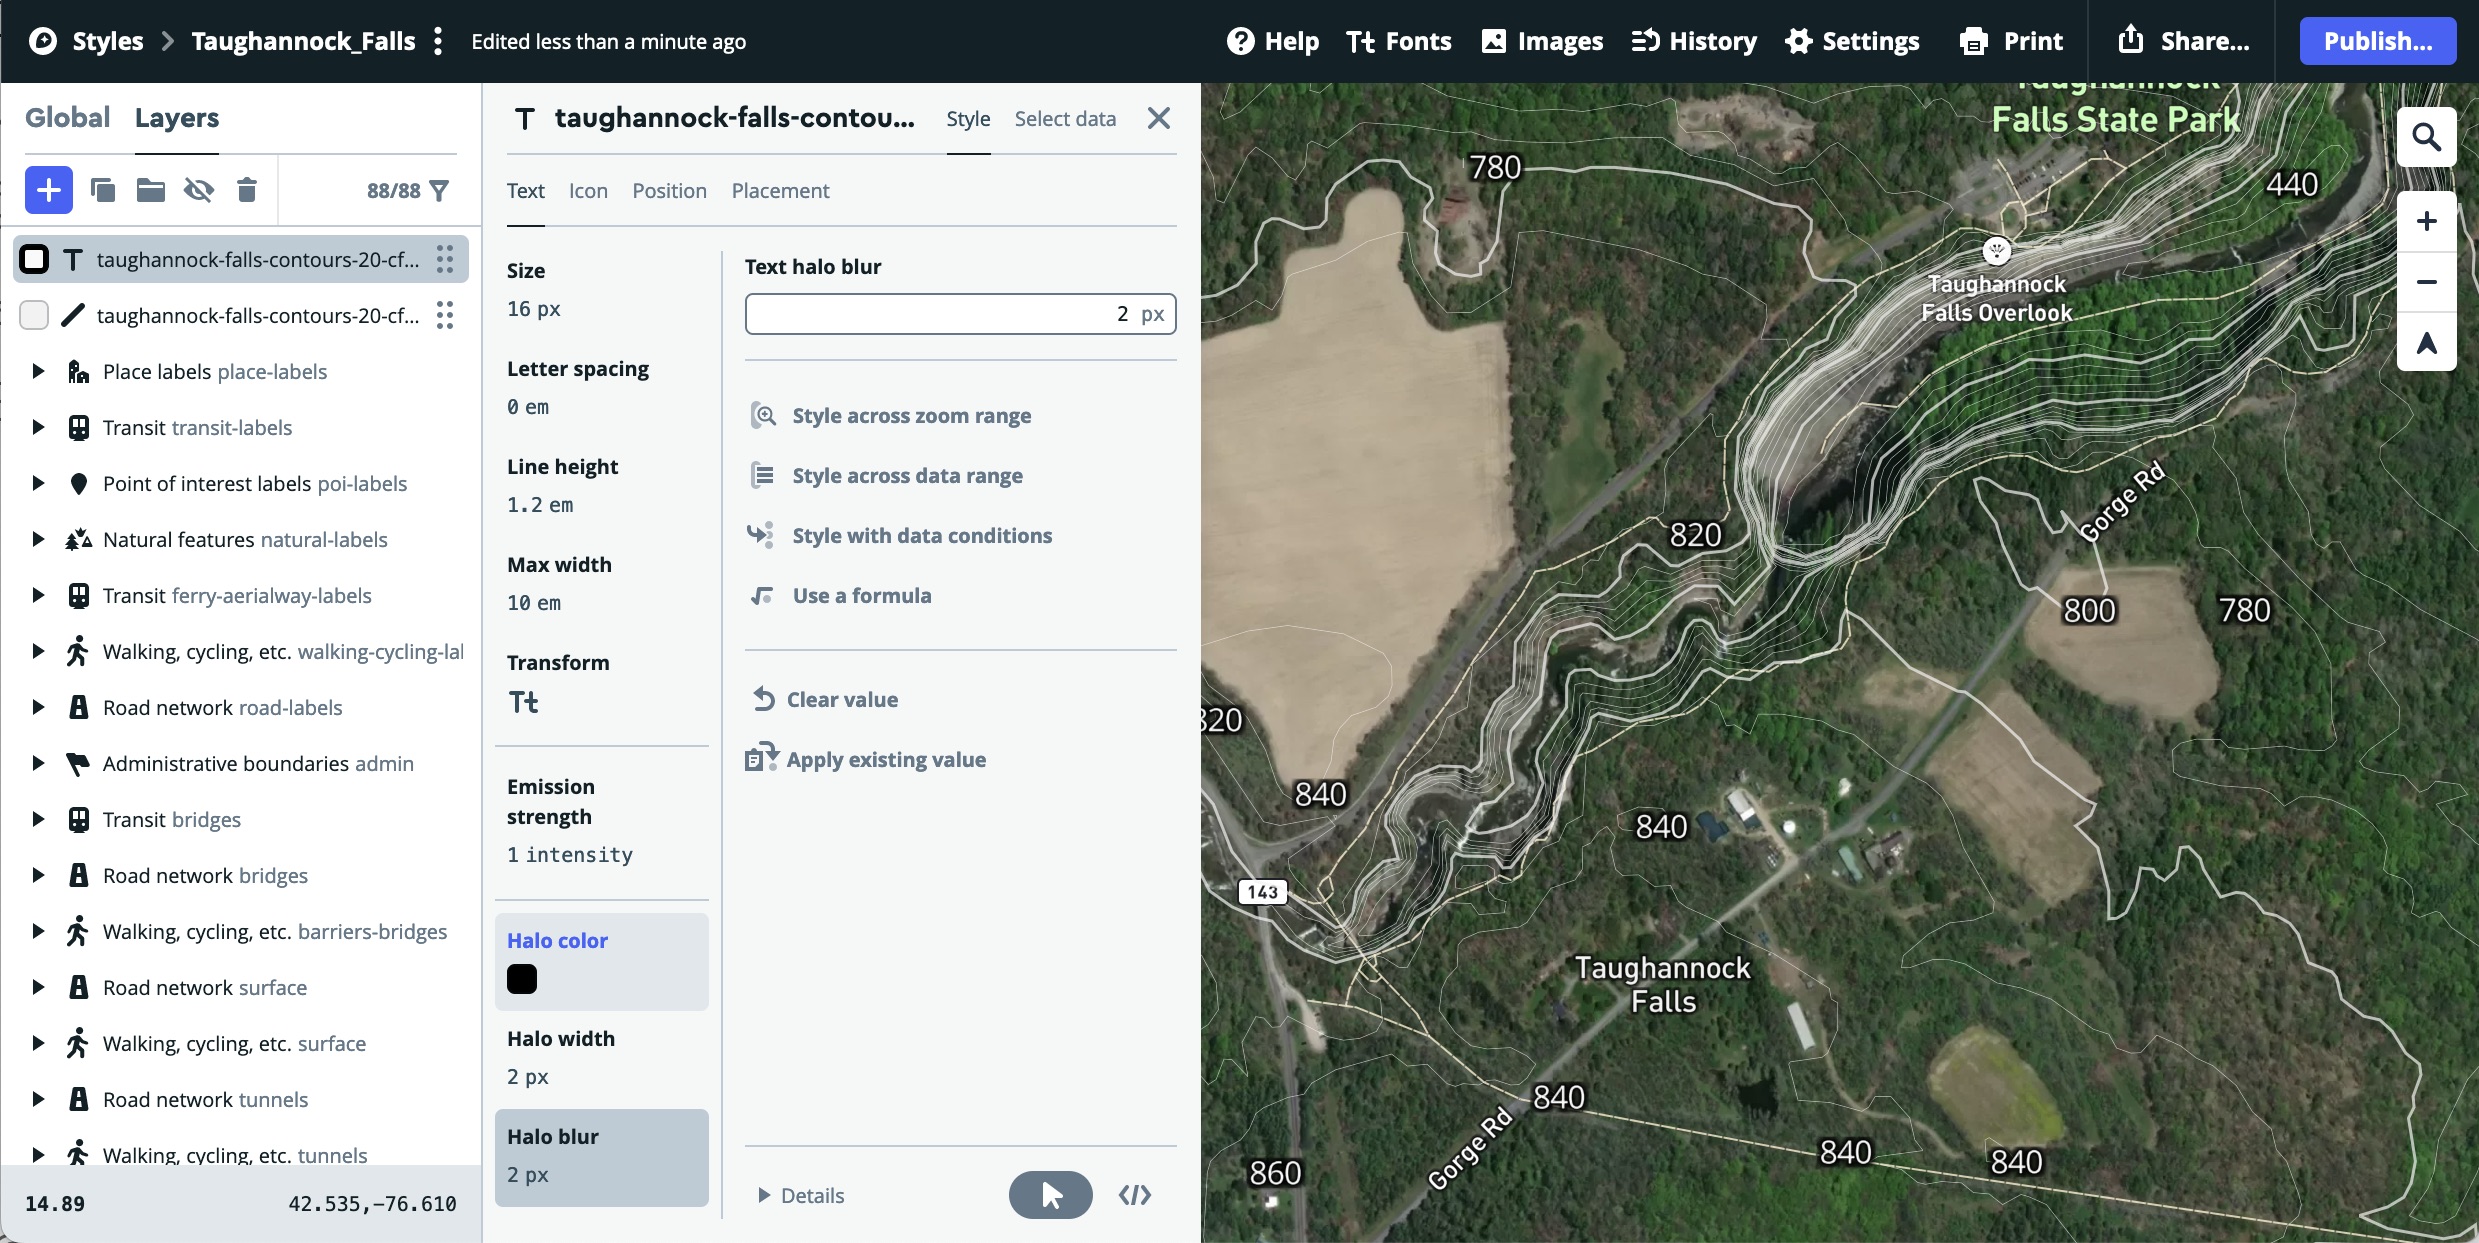 Styles
Taughannock_Falls
Edited less than a minute ago
Help
Fonts
Images
History
Settings
Print
Share...
Publish...
Global
Layers
88/88
taughannock-falls-contours-20-cf...
taughannock-falls-contours-20-cf...
Place labels place-labels
Transit transit-labels
Point of interest labels poi-labels
Natural features natural-labels
Transit ferry-aerialway-labels
Walking, cycling, etc. walking-cycling-lal
Road network road-labels
Administrative boundaries admin
Transit bridges
Road network bridges
Walking, cycling, etc. barriers-bridges
Road network surface
Walking, cycling, etc. surface
Road network tunnels
Walking, cycling, etc. tunnels
14.89
42.535,-76.610
taughannock-falls-contou...
Style
Select data
Text
Icon
Position
Placement
Size
16 px
Letter spacing
0 em
Line height
1.2 em
Max width
10 em
Transform
Tt
Emission
strength
1 intensity
Halo color
Halo width
2 px
Halo blur
2 px
Text halo blur
2 px
Style across zoom range
Style across data range
Style with data conditions
Use a formula
Clear value
Apply existing value
Details
Taughannock
Falls State Park
780
440
Taughannock
Falls Overlook
Gorge Rd
820
800
780
820
840
840
143
Taughannock
Falls
840
Gorge Rd
840
840
860